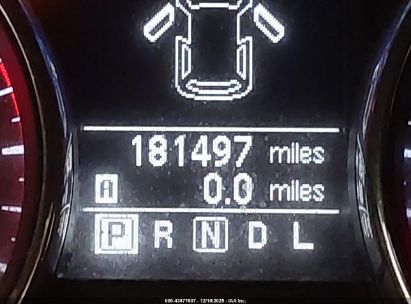 181497 miles
A 0.0 miles
P R N D L